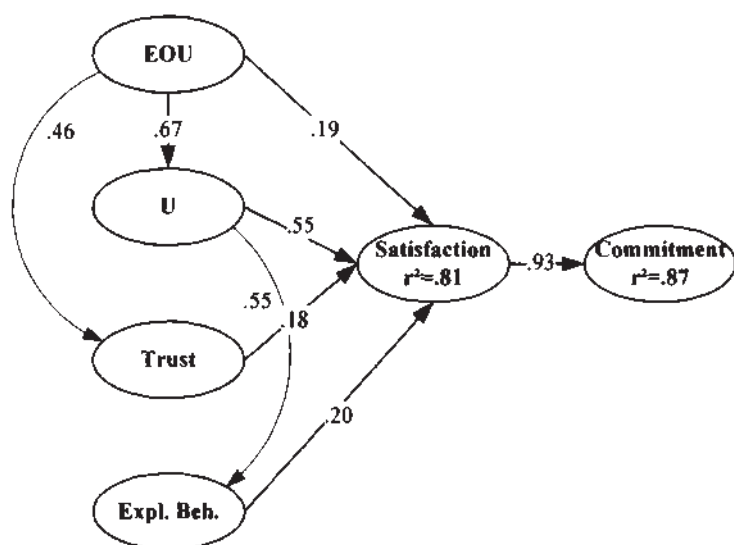 EOU
.46
.67
.19
U
.55
Satisfaction
r²=.81
.93
Commitment
r²=.87
.55
.18
Trust
.20
Expl. Beh.